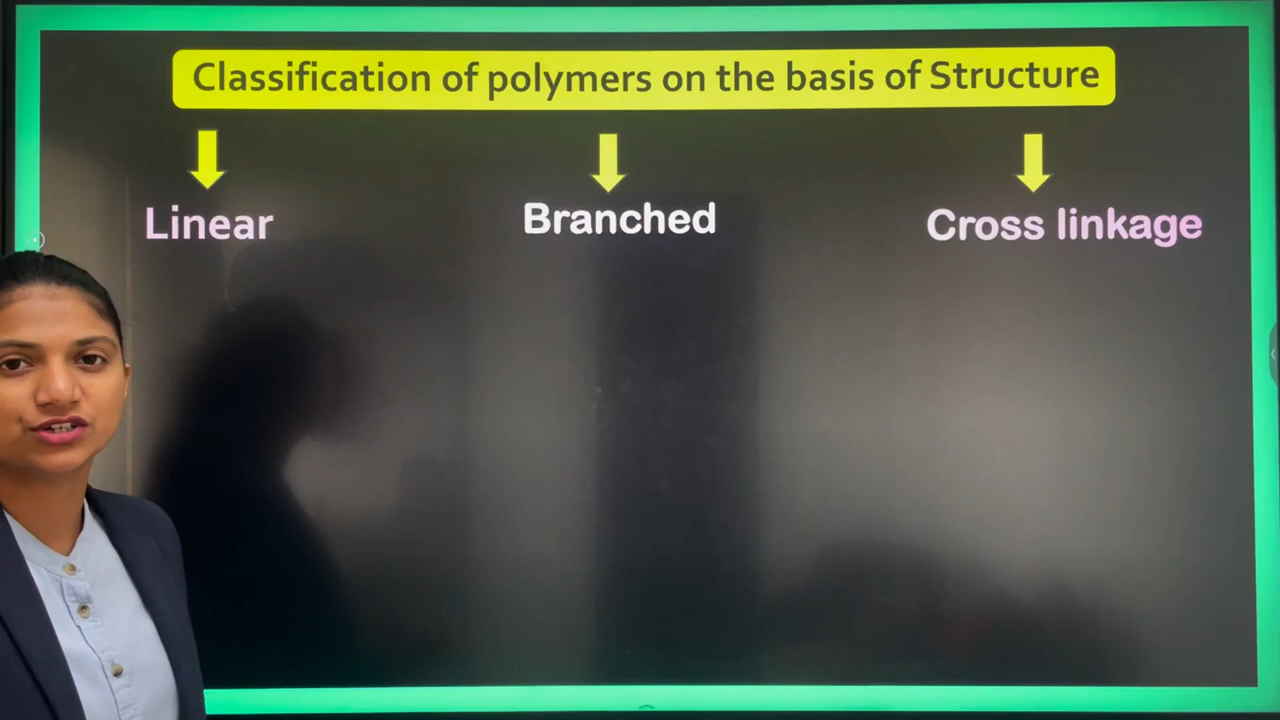 Classification of polymers on the basis of Structure
Linear
Branched
Cross linkage